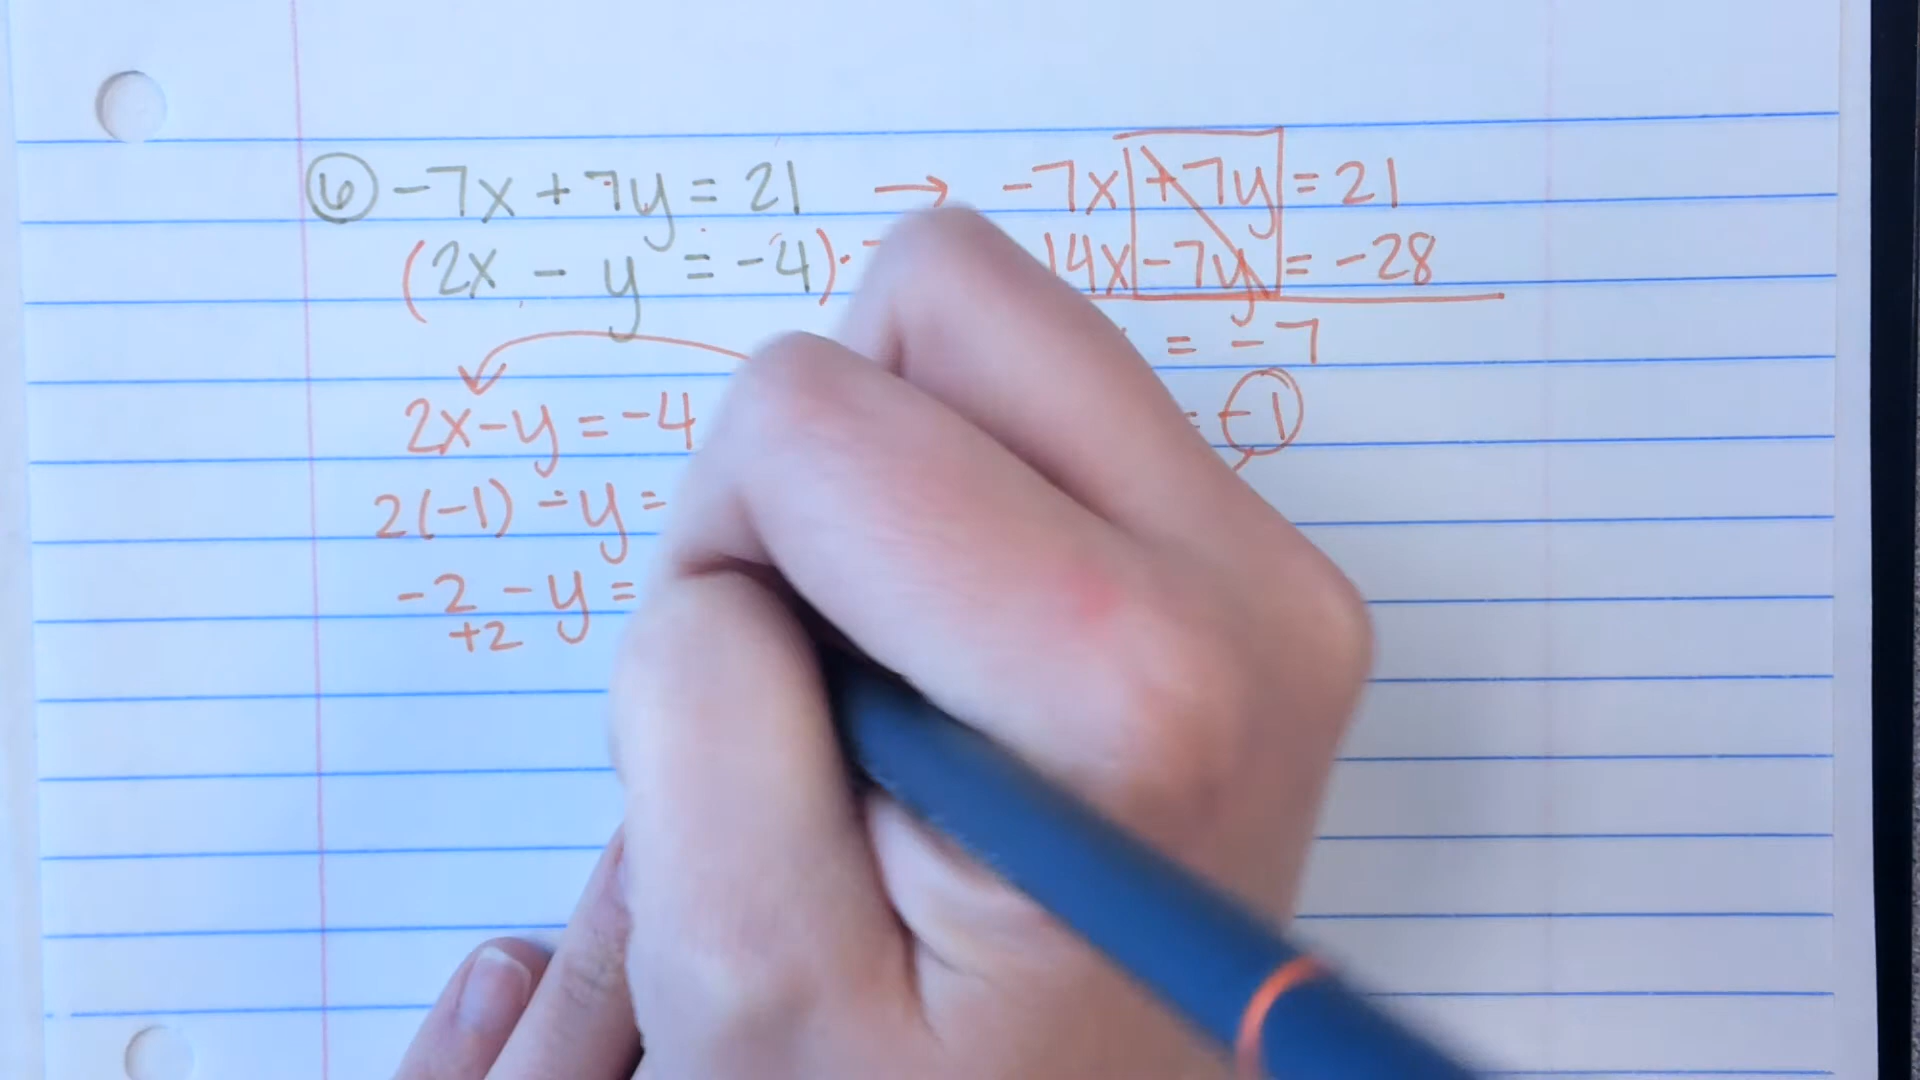 ⑥ -7x + 7y = 21 → -7x + 7y = 21
(2x - y = -4)· 14x - 7y = -28
= -7
2x - y = -4 = -1
2(-1) - y =
-2 - y =
+2